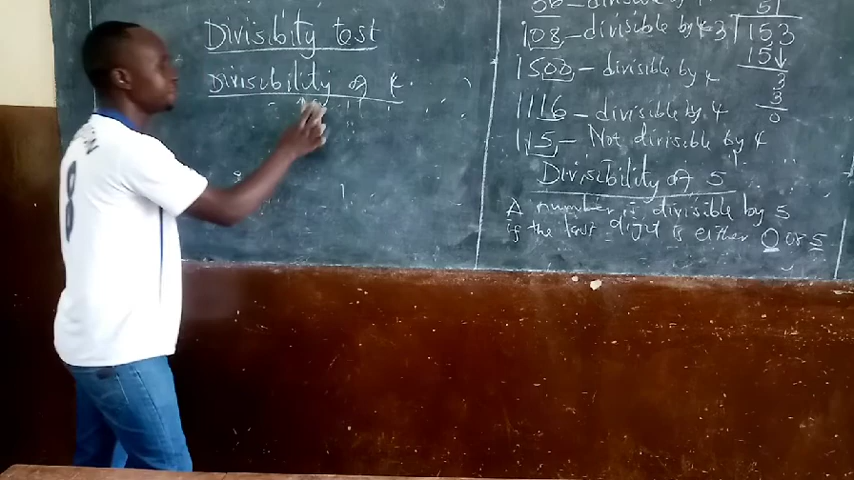 Divisibity test
Divisibility of 4
108 - divisible by 4
1500 - divisible by 4
1116 - divisible by 4
115 - Not divisible by 4
Divisibility of 5
A number is divisible by 5
if the last digit is either 0 or 5
51
3 153
15
3
3
0
8